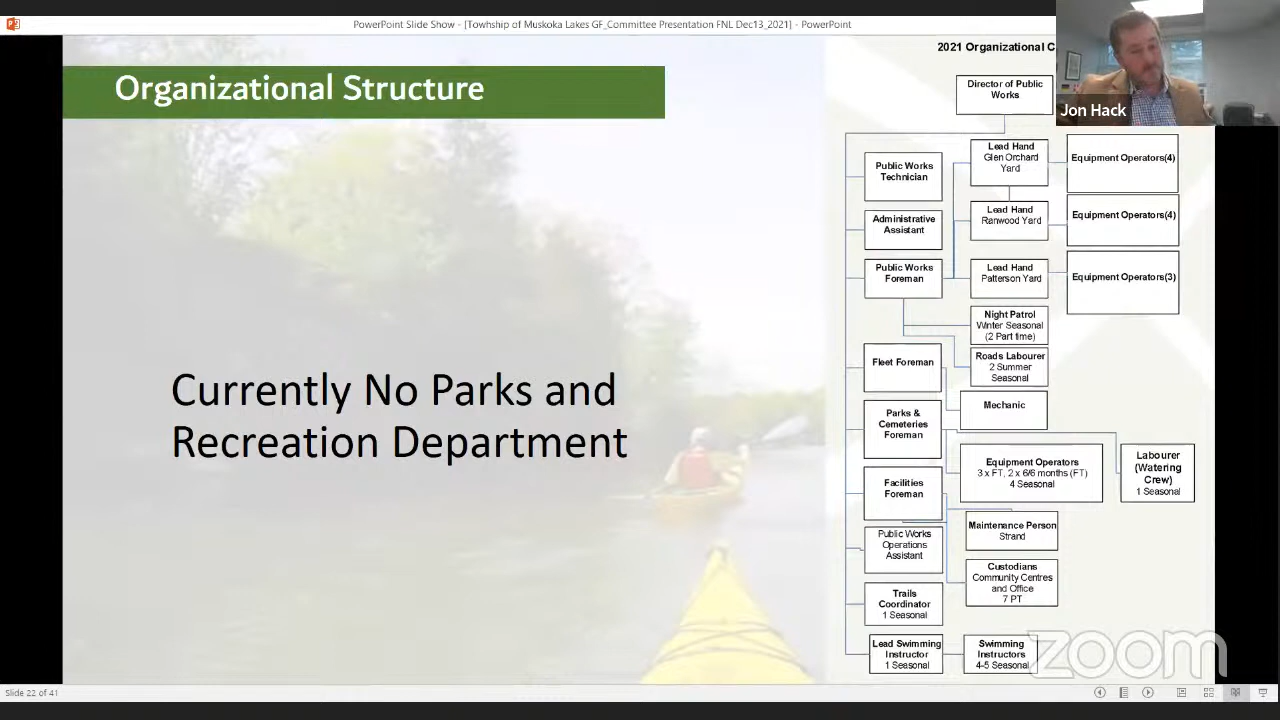 PowerPoint Slide Show - [Towhship of Muskoka Lakes GF_Committee Presentation FNL Dec13_2021] - PowerPoint
Organizational Structure
Currently No Parks and
Recreation Department
2021 Organizational C
Director of Public
Works
Jon Hack
Public Works
Technician
Administrative
Assistant
Public Works
Foreman
Lead Hand
Glen Orchard
Yard
Equipment Operators(4)
Lead Hand
Ranwood Yard
Equipment Operators(4)
Lead Hand
Patterson Yard
Equipment Operators(3)
Night Patrol
Winter Seasonal
(2 Part time)
Roads Labourer
2 Summer
Seasonal
Fleet Foreman
Mechanic
Parks &
Cemeteries
Foreman
Equipment Operators
3 x FT, 2 x 6/6 months (FT)
4 Seasonal
Labourer
(Watering
Crew)
1 Seasonal
Facilities
Foreman
Maintenance Person
Strand
Custodians
Community Centres
and Office
7 PT
Public Works
Operations
Assistant
Trails
Coordinator
1 Seasonal
Lead Swimming
Instructor
1 Seasonal
Swimming
Instructors
4-5 Seasonal
zoom
Slide 22 of 41